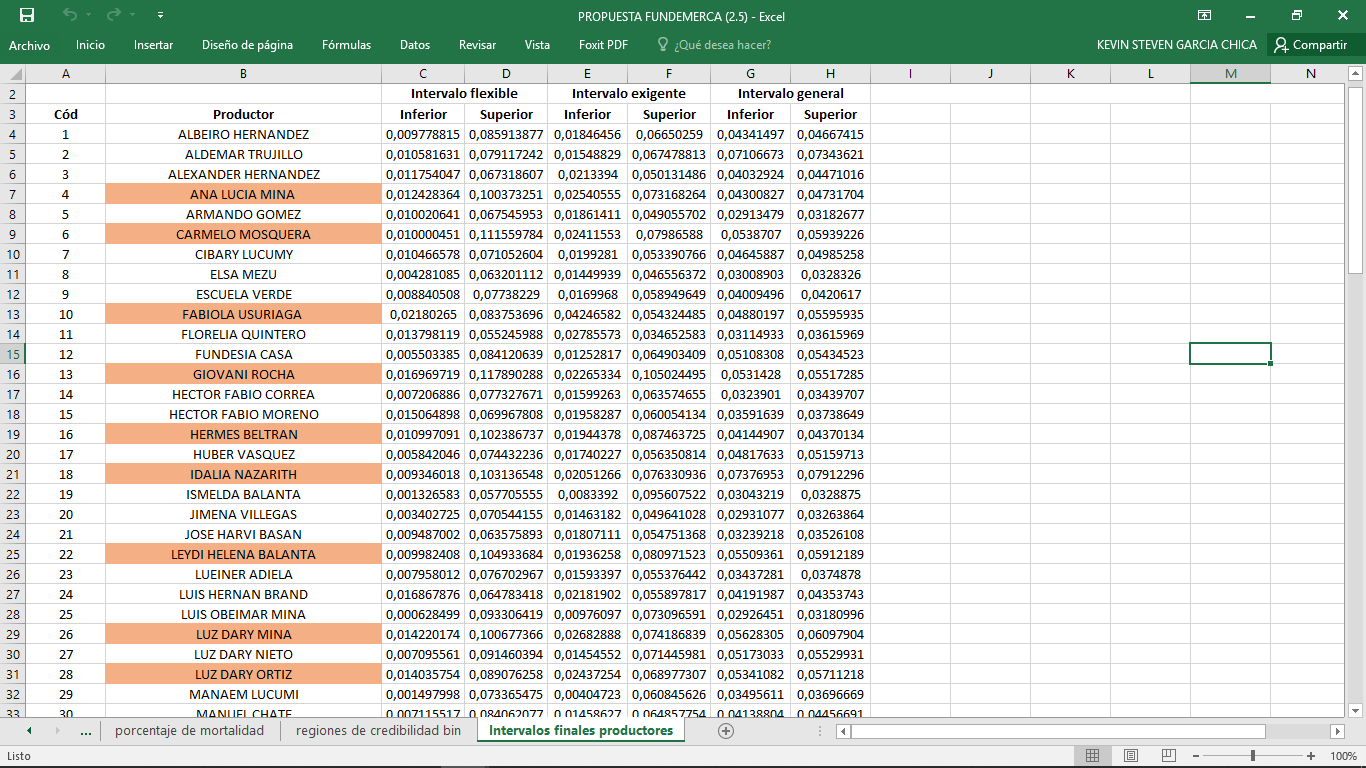 PROPUESTA FUNDEMERCA (2.5) - Excel
Archivo Inicio Insertar Diseño de página Fórmulas Datos Revisar Vista Foxit PDF ¿Qué desea hacer? KEVIN STEVEN GARCIA CHICA Compartir
A B C D E F G H I J K L M N
2 Intervalo flexible Intervalo exigente Intervalo general
3 Cód Productor Inferior Superior Inferior Superior Inferior Superior
4 1 ALBEIRO HERNANDEZ 0,009778815 0,085913877 0,01846456 0,06650259 0,04341497 0,04667415
5 2 ALDEMAR TRUJILLO 0,010581631 0,079117242 0,01548829 0,067478813 0,07106673 0,07343621
6 3 ALEXANDER HERNANDEZ 0,011754047 0,067318607 0,0213394 0,050131486 0,04032924 0,04471016
7 4 ANA LUCIA MINA 0,012428364 0,100373251 0,02540555 0,073168264 0,04300827 0,04731704
8 5 ARMANDO GOMEZ 0,010020641 0,067545953 0,01861411 0,049055702 0,02913479 0,03182677
9 6 CARMELO MOSQUERA 0,010000451 0,111559784 0,02411553 0,07986588 0,0538707 0,05939226
10 7 CIBARY LUCUMY 0,010466578 0,071052604 0,0199281 0,053390766 0,04645887 0,04985258
11 8 ELSA MEZU 0,004281085 0,063201112 0,01449939 0,046556372 0,03008903 0,0328326
12 9 ESCUELA VERDE 0,008840508 0,07738229 0,0169968 0,058949649 0,04009496 0,0420617
13 10 FABIOLA USURIAGA 0,02180265 0,083753696 0,04246582 0,054324485 0,04880197 0,05595935
14 11 FLORELIA QUINTERO 0,013798119 0,055245988 0,02785573 0,034652583 0,03114933 0,03615969
15 12 FUNDESIA CASA 0,005503385 0,084120639 0,01252817 0,064903409 0,05108308 0,05434523
16 13 GIOVANI ROCHA 0,016969719 0,117890288 0,02265334 0,105024495 0,0531428 0,05517285
17 14 HECTOR FABIO CORREA 0,007206886 0,077327671 0,01599263 0,063574655 0,0323901 0,03439707
18 15 HECTOR FABIO MORENO 0,015064898 0,069967808 0,01958287 0,060054134 0,03591639 0,03738649
19 16 HERMES BELTRAN 0,010997091 0,102386737 0,01944378 0,087463725 0,04144907 0,04370134
20 17 HUBER VASQUEZ 0,005842046 0,074432236 0,01740227 0,056350814 0,04817633 0,05159713
21 18 IDALIA NAZARITH 0,009346018 0,103136548 0,02051266 0,076330936 0,07376953 0,07912296
22 19 ISMELDA BALANTA 0,001326583 0,057705555 0,0083392 0,095607522 0,03043219 0,0328875
23 20 JIMENA VILLEGAS 0,003402725 0,070544155 0,01463182 0,049641028 0,02931077 0,03263864
24 21 JOSE HARVI BASAN 0,009487002 0,063575893 0,01807111 0,054751368 0,03239218 0,03526108
25 22 LEYDI HELENA BALANTA 0,009982408 0,104933684 0,01936258 0,080971523 0,05509361 0,05912189
26 23 LUEINER ADIELA 0,007958012 0,076702967 0,01593397 0,055376442 0,03437281 0,0374878
27 24 LUIS HERNAN BRAND 0,016867876 0,064783418 0,02181902 0,055897817 0,04191987 0,04353743
28 25 LUIS OBEIMAR MINA 0,000628499 0,093306419 0,00976097 0,073096591 0,02926451 0,03180996
29 26 LUZ DARY MINA 0,014220174 0,100677366 0,02682888 0,074186839 0,05628305 0,06097904
30 27 LUZ DARY NIETO 0,007095561 0,091460394 0,01454552 0,071445981 0,05173033 0,05529931
31 28 LUZ DARY ORTIZ 0,014035754 0,089076258 0,02437254 0,068977307 0,05341082 0,05711218
32 29 MANAEM LUCUMI 0,001497998 0,073365475 0,00404723 0,060845626 0,03495611 0,03696669
33 30 MANUEL CHATE 0,007115517 0,084062077 0,01458627 0,064857754 0,04138804 0,04456691
... porcentaje de mortalidad regiones de credibilidad bin Intervalos finales productores
Listo 100%